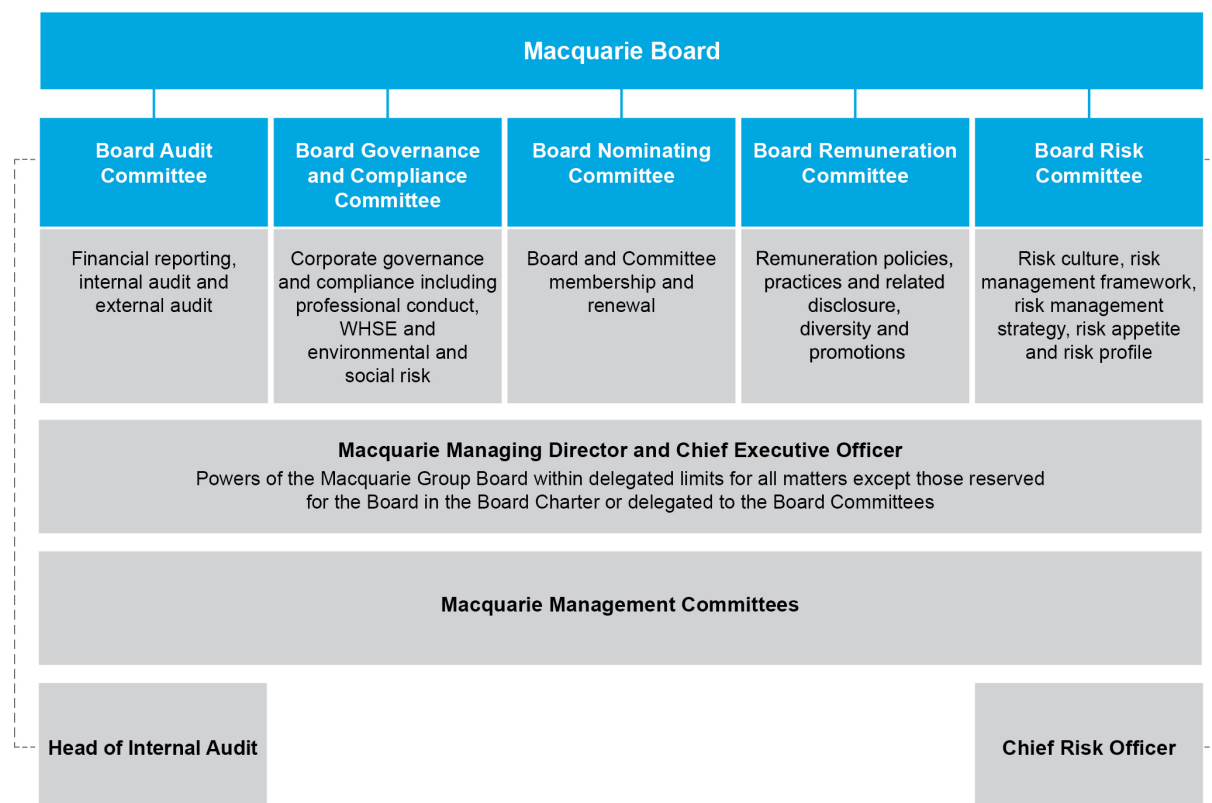 Macquarie Board
Board Audit
Committee
Board Governance
and Compliance
Committee
Board Nominating
Committee
Board Remuneration
Committee
Board Risk
Committee
Financial reporting,
internal audit and
external audit
Corporate governance
and compliance including
professional conduct,
WHSE and
environmental and
social risk
Board and Committee
membership and
renewal
Remuneration policies,
practices and related
disclosure,
diversity and
promotions
Risk culture, risk
management framework,
risk management
strategy, risk appetite
and risk profile
Macquarie Managing Director and Chief Executive Officer
Powers of the Macquarie Group Board within delegated limits for all matters except those reserved
for the Board in the Board Charter or delegated to the Board Committees
Macquarie Management Committees
Head of Internal Audit
Chief Risk Officer